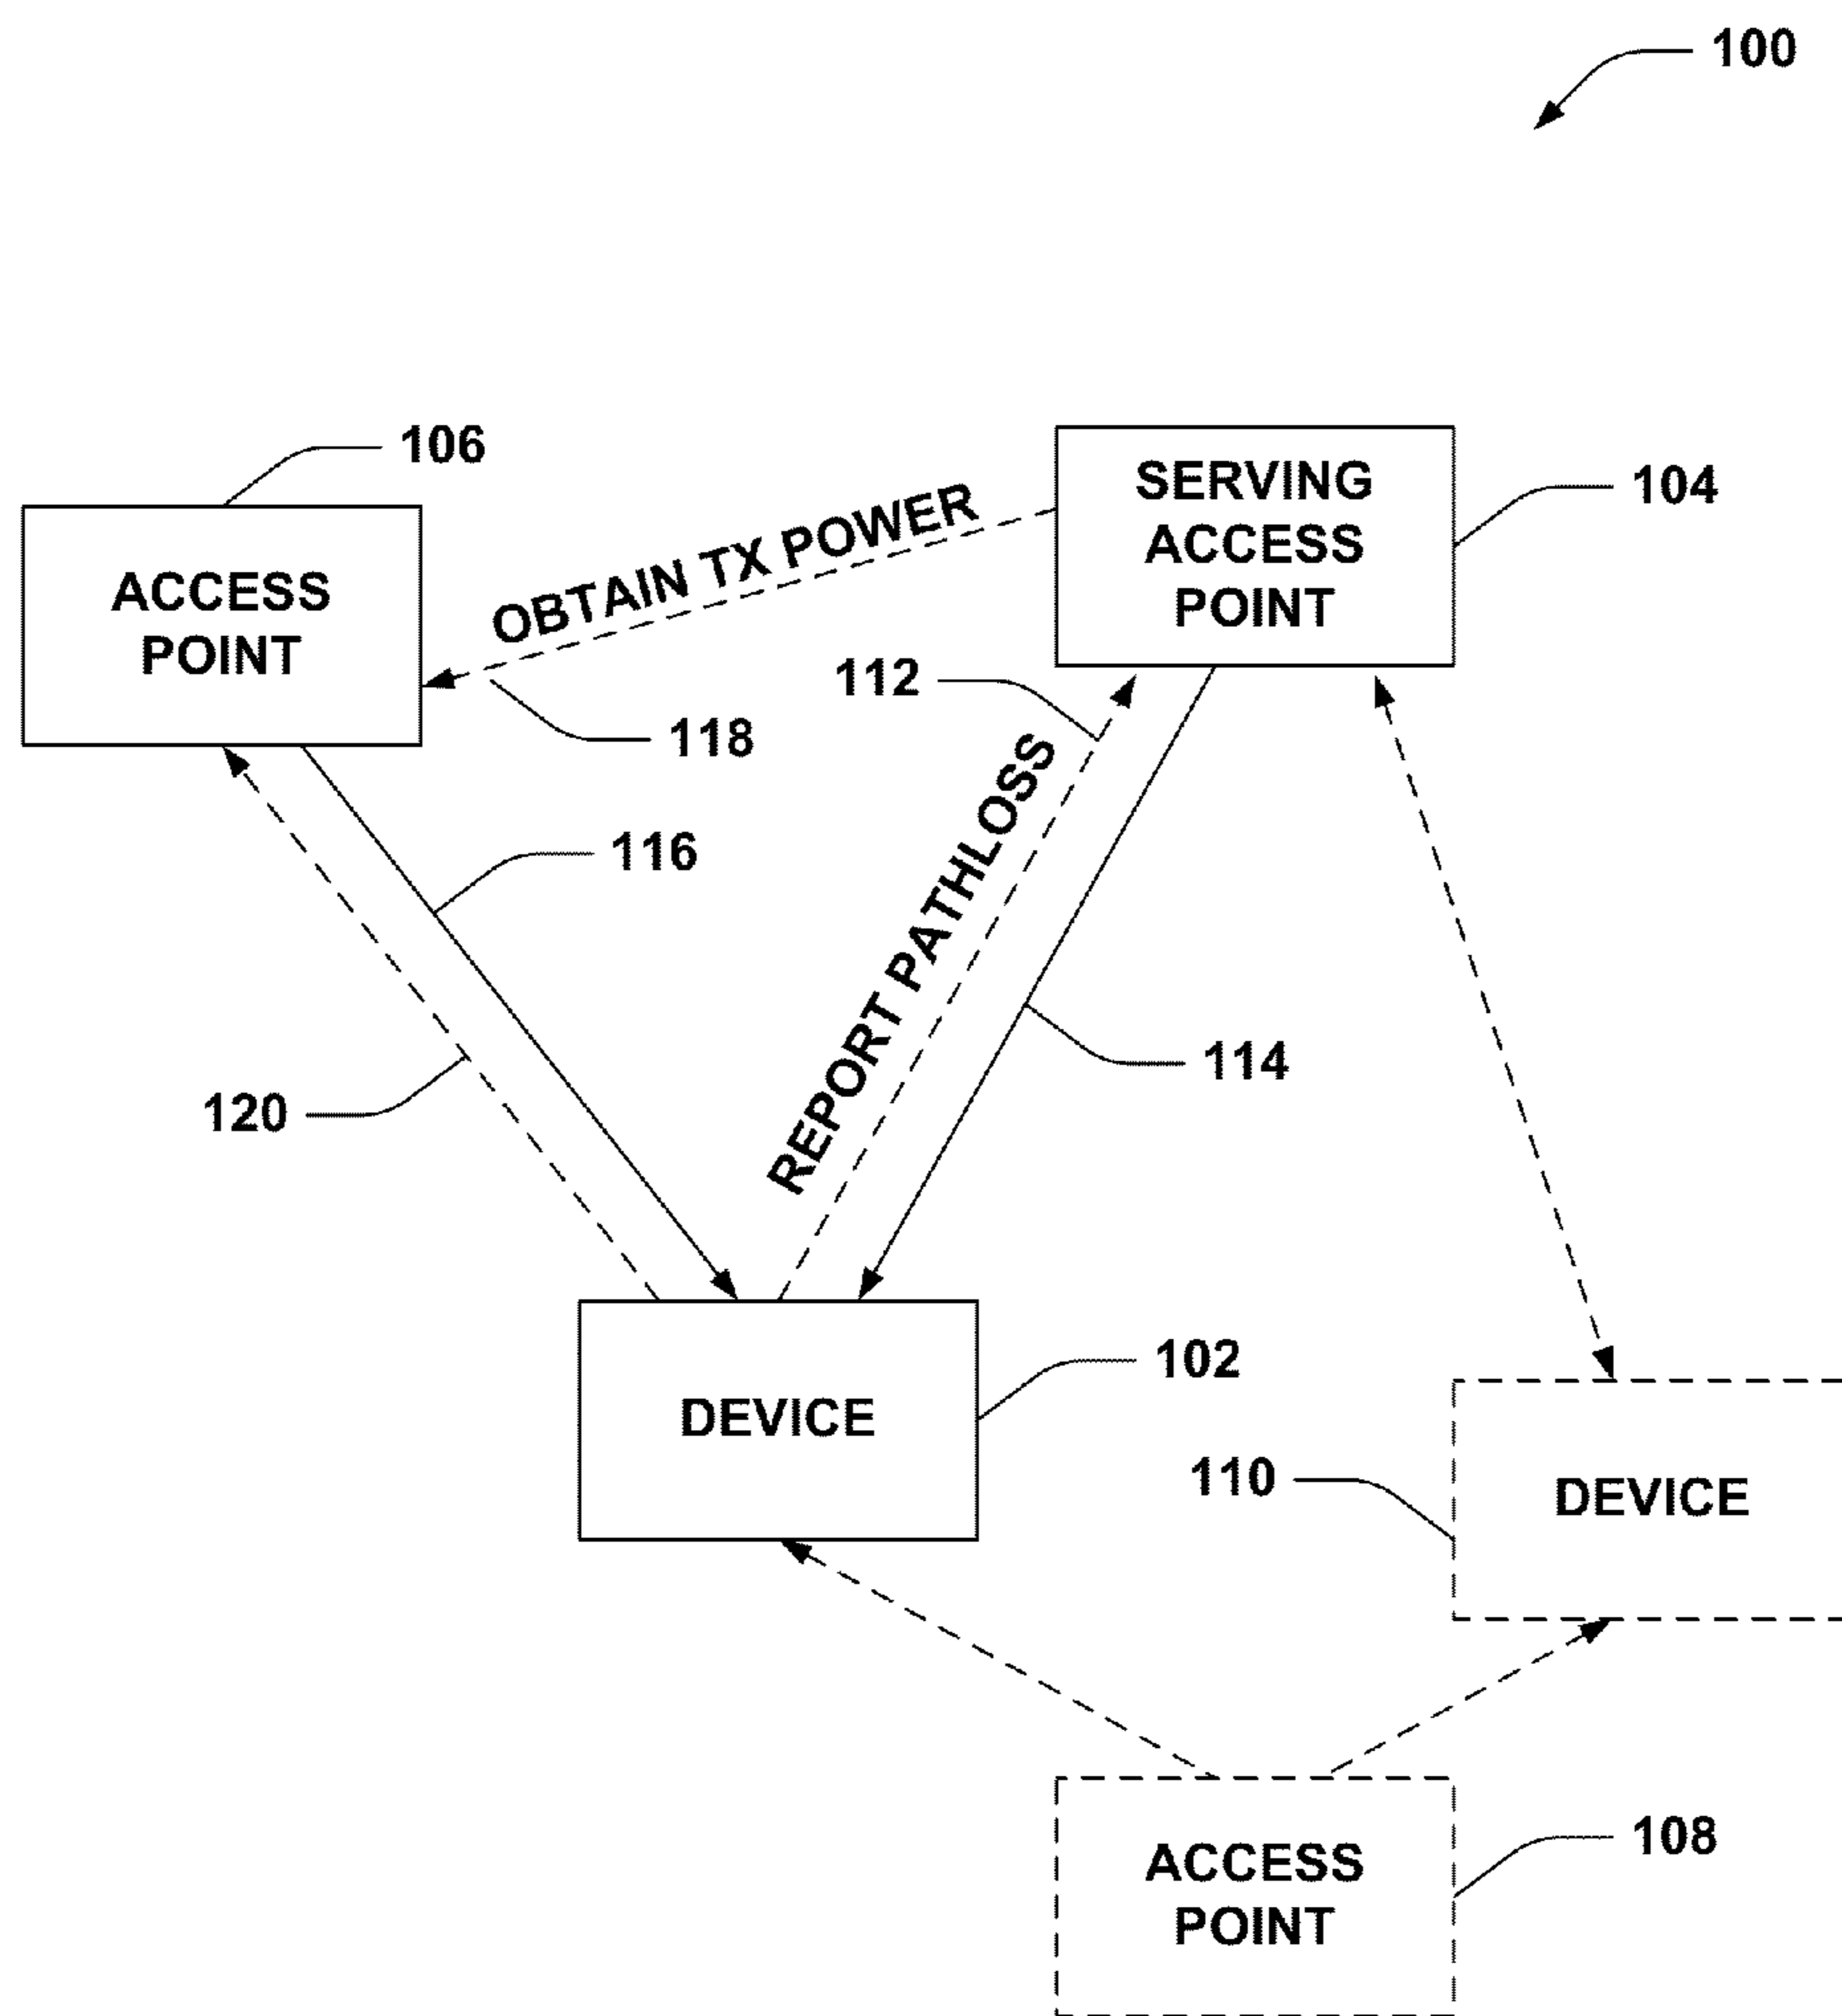 100
106
SERVING
ACCESS
POINT
104
ACCESS
POINT
OBTAIN TX POWER
112
118
116
REPORT PATHLOSS
114
120
102
DEVICE
110
DEVICE
108
ACCESS
POINT